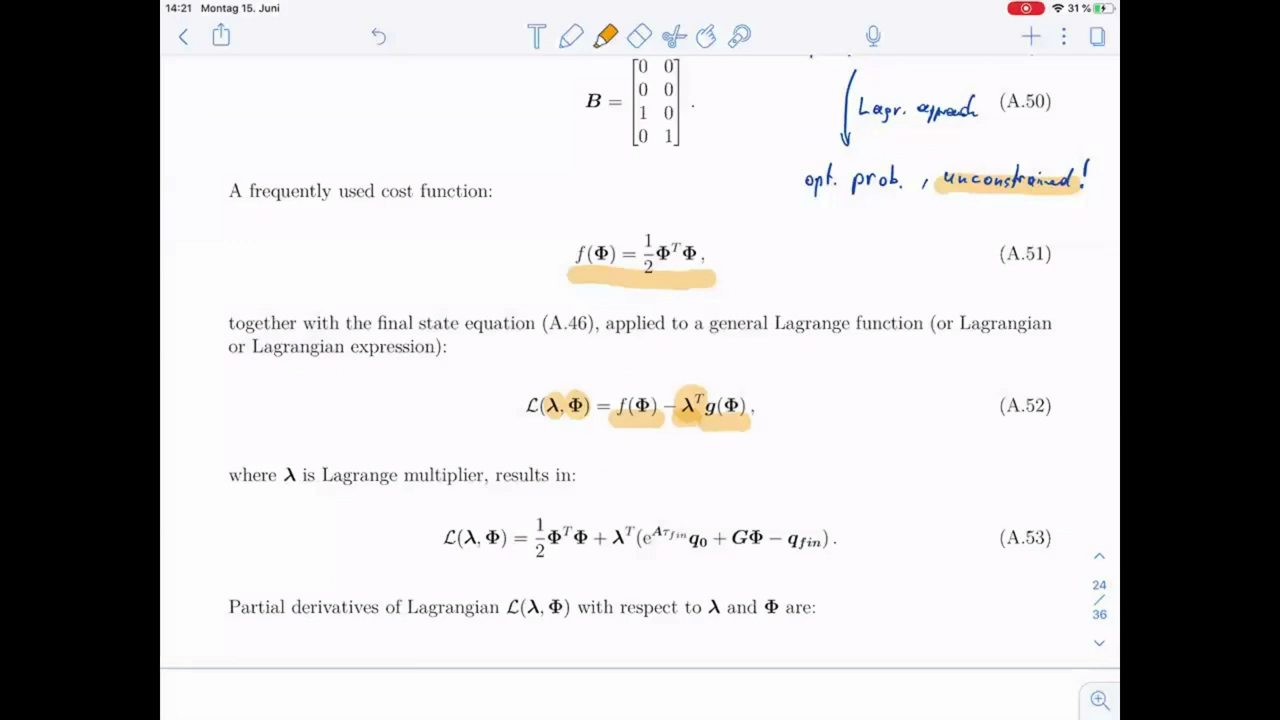 14:21 Montag 15. Juni
31 %
B = [0 0; 0 0; 1 0; 0 1] . (A.50)
Lagr. approach
opt. prob. , unconstrained!
A frequently used cost function:
f(Φ) = 1/2 Φ^T Φ , (A.51)
together with the final state equation (A.46), applied to a general Lagrange function (or Lagrangian
or Lagrangian expression):
ℒ(λ, Φ) = f(Φ) − λ^T g(Φ) , (A.52)
where λ is Lagrange multiplier, results in:
ℒ(λ, Φ) = 1/2 Φ^T Φ + λ^T (e^{Aτ_fin} q_0 + GΦ − q_fin) . (A.53)
24
/
36
Partial derivatives of Lagrangian ℒ(λ, Φ) with respect to λ and Φ are: